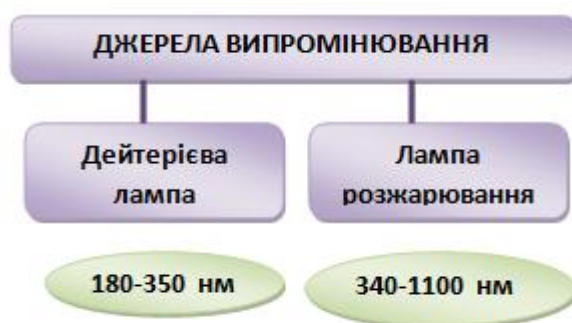 ДЖЕРЕЛА ВИПРОМІНЮВАННЯ
Дейтерієва
лампа
Лампа
розжарювання
180-350 нм
340-1100 нм